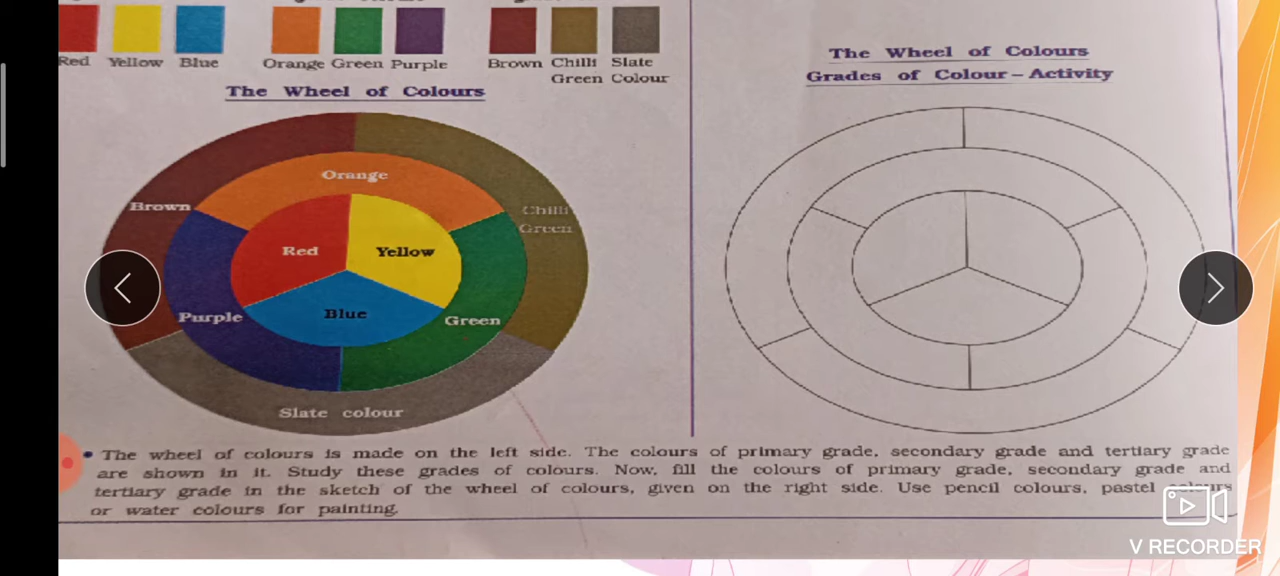 Red Yellow Blue
Orange Green Purple
Brown Chilli Green Slate Colour
The Wheel of Colours
Orange
Brown
Chilli
Green
Red
Yellow
Purple
Blue
Green
Slate colour
The Wheel of Colours
Grades of Colour – Activity
• The wheel of colours is made on the left side. The colours of primary grade, secondary grade and tertiary grade
are shown in it. Study these grades of colours. Now, fill the colours of primary grade, secondary grade and
tertiary grade in the sketch of the wheel of colours, given on the right side. Use pencil colours, pastel colours
or water colours for painting.
V RECORDER